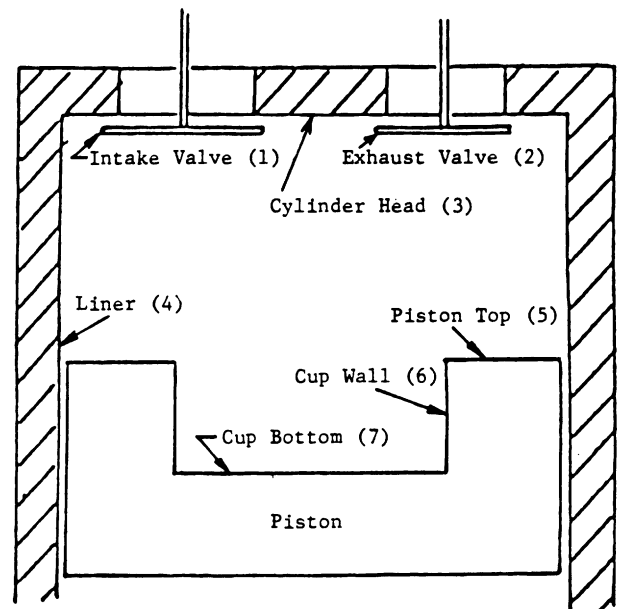 Intake Valve (1)
Exhaust Valve (2)
Cylinder Head (3)
Liner (4)
Piston Top (5)
Cup Wall (6)
Cup Bottom (7)
Piston